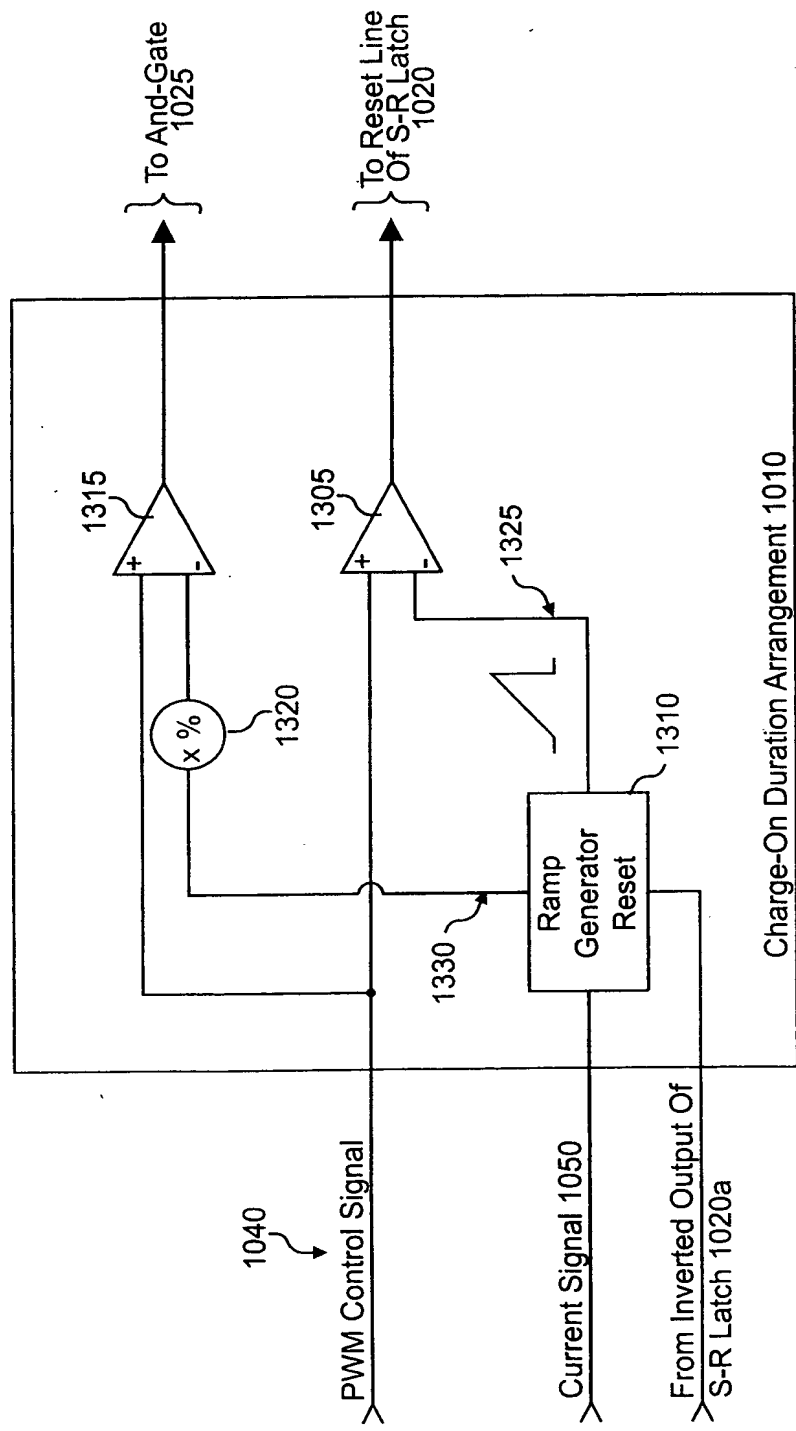 To And-Gate
1025
To Reset Line
Of S-R Latch
1020
1315
+
-
1305
+
-
x %
1320
1325
1330
Ramp
Generator
Reset
1310
1040
PWM Control Signal
Current Signal 1050
From Inverted Output Of
S-R Latch 1020a
Charge-On Duration Arrangement 1010